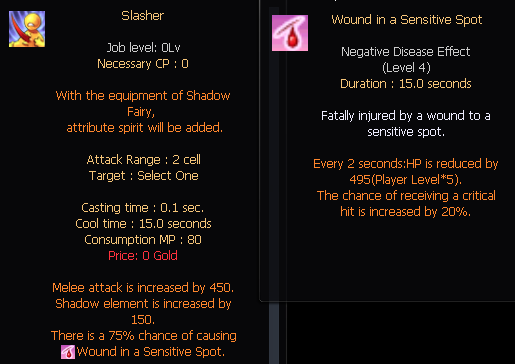 Slasher
Job level: 0Lv
Necessary CP : 0
With the equipment of Shadow
Fairy,
attribute spirit will be added.
Attack Range : 2 cell
Target : Select One
Casting time : 0.1 sec.
Cool time : 15.0 seconds
Consumption MP : 80
Price: 0 Gold
Melee attack is increased by 450.
Shadow element is increased by
150.
There is a 75% chance of causing
Wound in a Sensitive Spot.
Wound in a Sensitive Spot
Negative Disease Effect
(Level 4)
Duration : 15.0 seconds
Fatally injured by a wound to a
sensitive spot.
Every 2 seconds:HP is reduced by
495(Player Level*5).
The chance of receiving a critical
hit is increased by 20%.